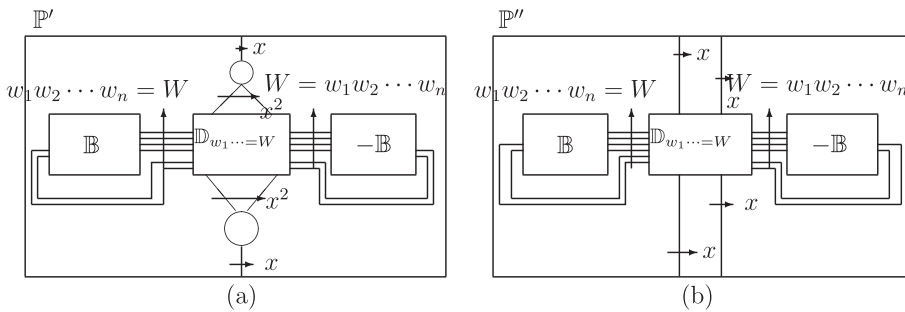 ℙ′ ℙ″
x x
w₁w₂ ⋯ wₙ = W W = w₁w₂ ⋯ wₙ w₁w₂ ⋯ wₙ = W W = w₁w₂ ⋯ wₙ
x² x
𝔹 𝔻w₁⋯=W −𝔹 𝔹 𝔻w₁⋯=W −𝔹
x² x
x x
(a) (b)